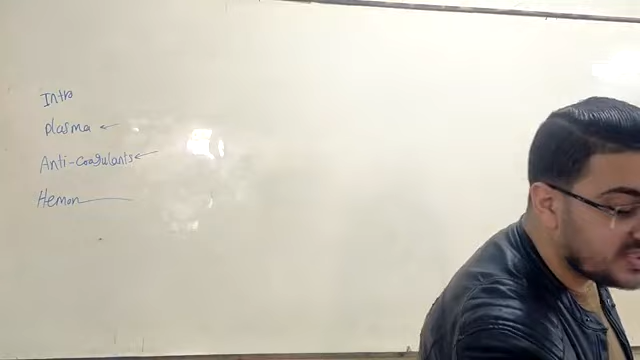 Intro
Plasma ←
Anti-coagulants ←
Hemon